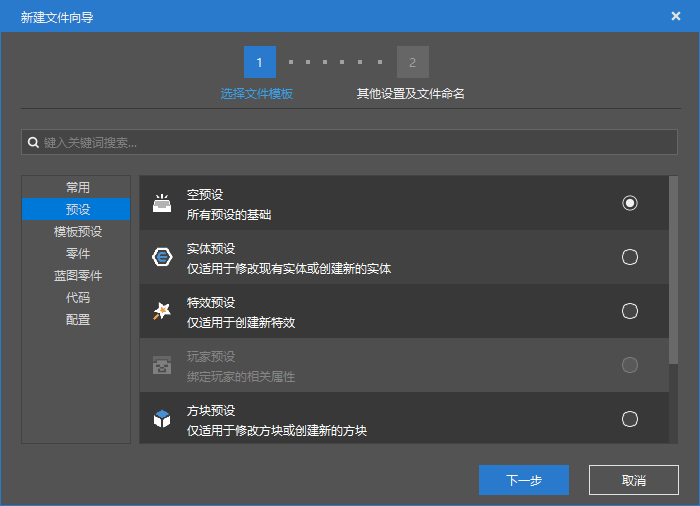 新建文件向导
1
2
选择文件模板
其他设置及文件命名
键入关键词搜索...
常用
预设
模板预设
零件
蓝图零件
代码
配置
空预设
所有预设的基础
实体预设
仅适用于修改现有实体或创建新的实体
特效预设
仅适用于创建新特效
玩家预设
绑定玩家的相关属性
方块预设
仅适用于修改方块或创建新的方块
下一步
取消